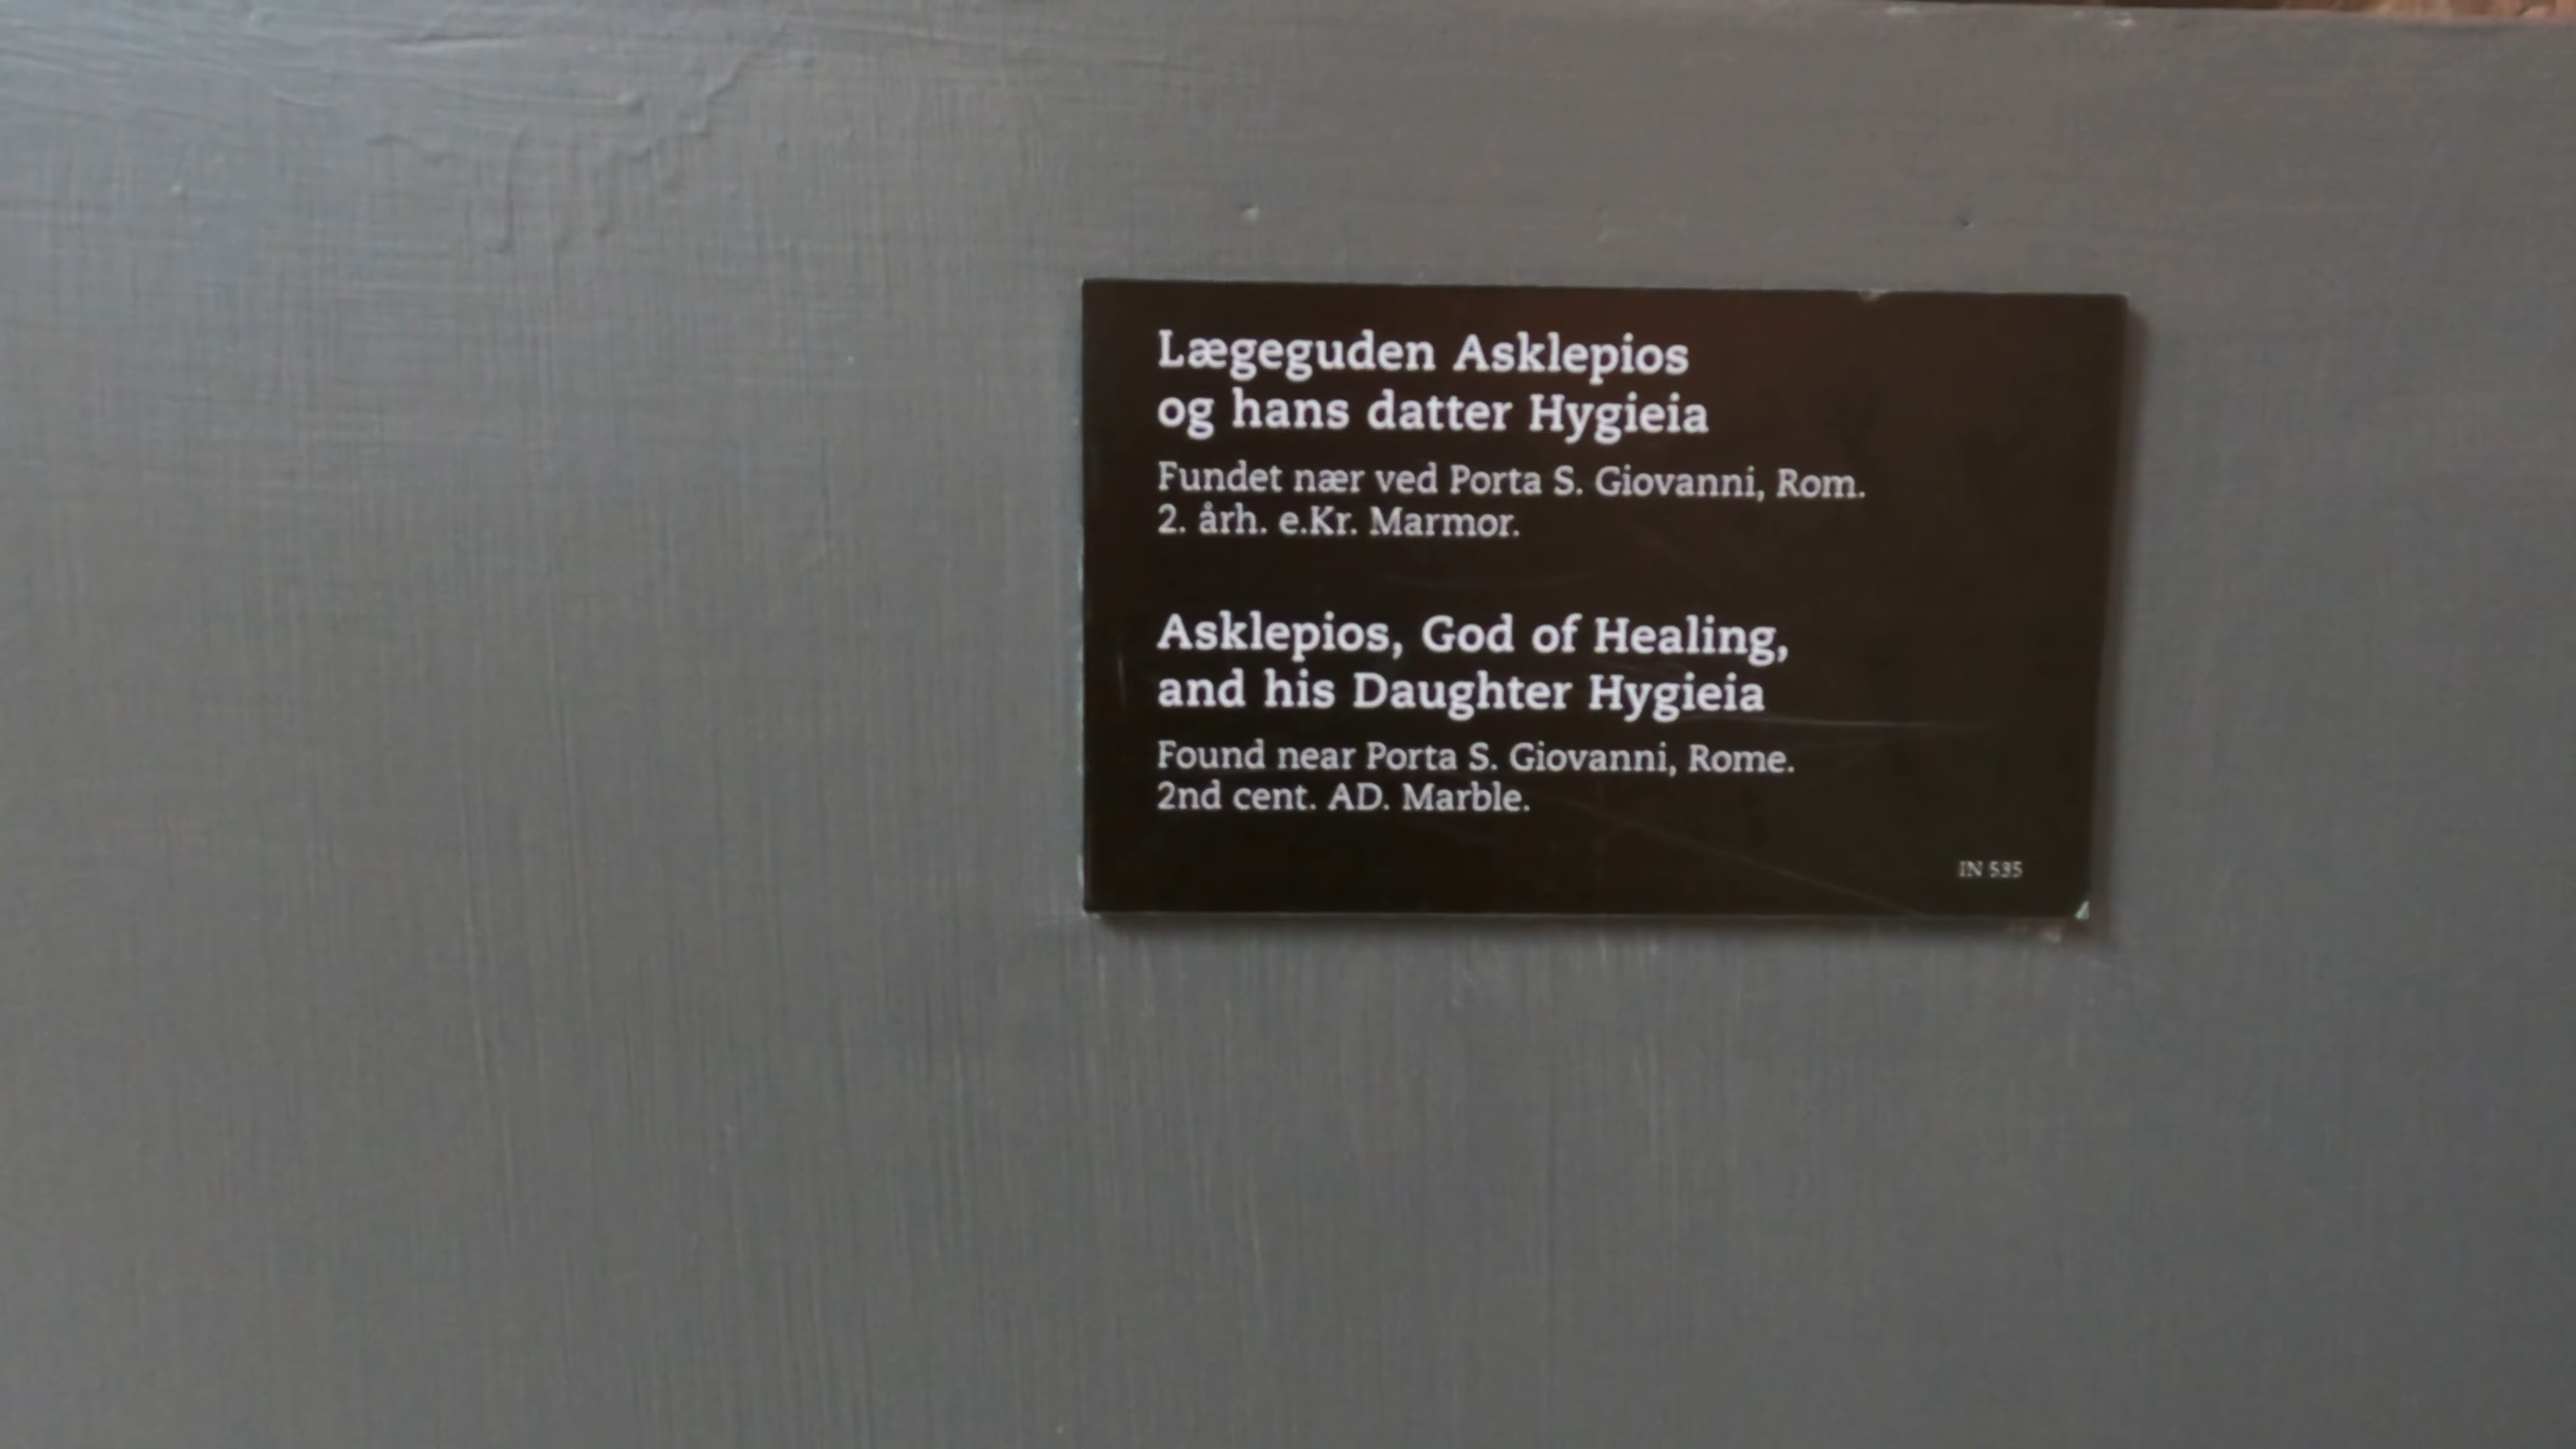 Lægeguden Asklepios
og hans datter Hygieia
Fundet nær ved Porta S. Giovanni, Rom.
2. årh. e.Kr. Marmor.
Asklepios, God of Healing,
and his Daughter Hygieia
Found near Porta S. Giovanni, Rome.
2nd cent. AD. Marble.
IN 535